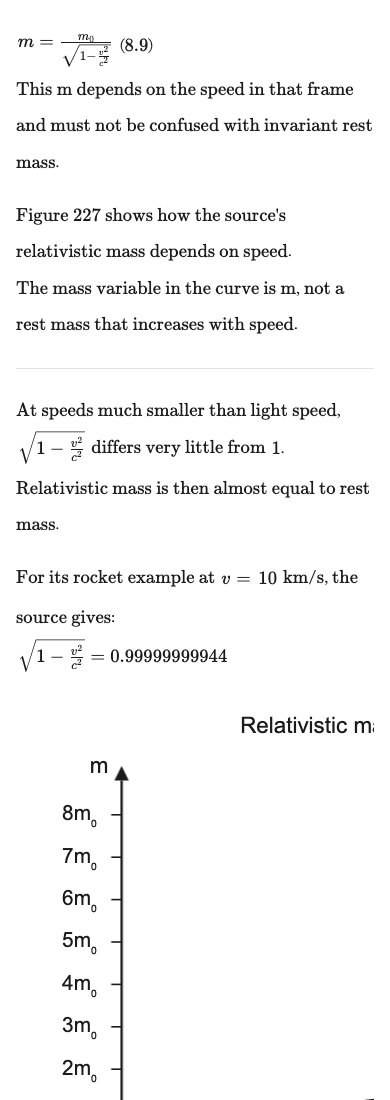 m = m₀ / √(1 − v²/c²) (8.9)
This m depends on the speed in that frame
and must not be confused with invariant rest
mass.
Figure 227 shows how the source's
relativistic mass depends on speed.
The mass variable in the curve is m, not a
rest mass that increases with speed.
At speeds much smaller than light speed,
√(1 − v²/c²) differs very little from 1.
Relativistic mass is then almost equal to rest
mass.
For its rocket example at v = 10 km/s, the
source gives:
√(1 − v²/c²) = 0.99999999944
Relativistic
m
8m₀
7m₀
6m₀
5m₀
4m₀
3m₀
2m₀